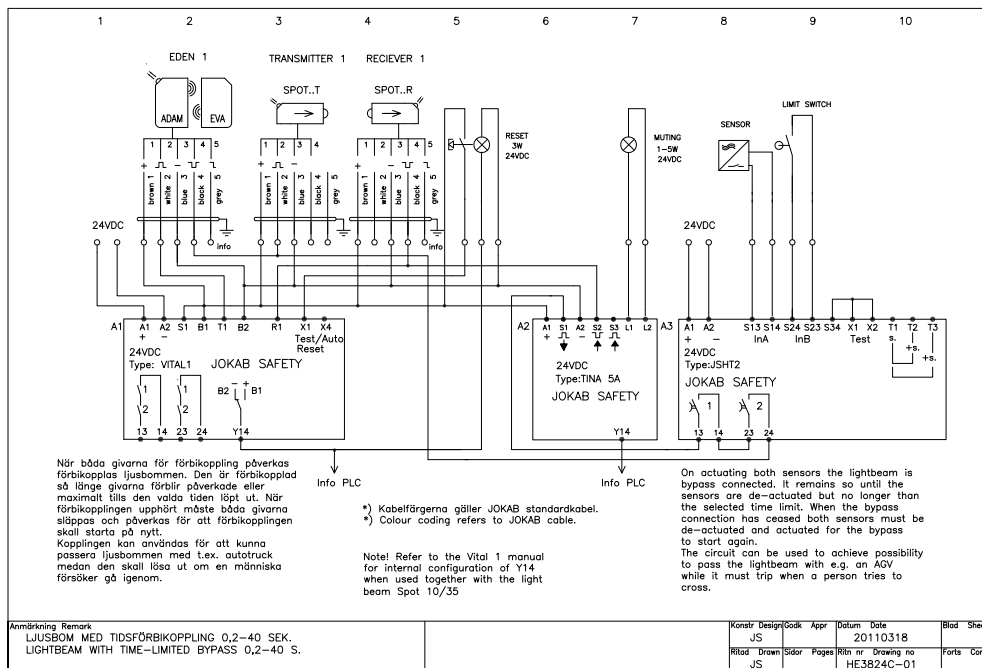 1 2 3 4 5 6 7 8 9 10
EDEN 1
TRANSMITTER 1
RECIEVER 1
SPOT..T
SPOT..R
ADAM
EVA
LIMIT SWITCH
SENSOR
RESET
3W
24VDC
MUTING
1-5W
24VDC
1 2 3 4 5
1 2 3 4
1 2 3 4 5
+ - 
+ -
+ -
brown 1
white 2
blue 3
black 4
grey 5
brown 1
white 2
blue 3
black 4
brown 1
white 2
blue 3
black 4
grey 5
24VDC
info
24VDC
A1
A1 A2 S1 B1 T1 B2 R1 X1 X4
+ -
Test/Auto
Reset
24VDC
Type: VITAL1
JOKAB SAFETY
B2 - + B1
1
2
1
2
13 14 23 24 Y14
A2
A1 S1 A2 S2 S3 L1 L2
+ -
24VDC
Type:TINA 5A
JOKAB SAFETY
Y14
A3
A1 A2 S13 S14 S24 S23 S34 X1 X2 T1 T2 T3
+ - InA InB Test s. +s. +s.
24VDC
Type:JSHT2
JOKAB SAFETY
1 2
13 14 23 24
Info PLC
Info PLC
När båda givarna för förbikoppling påverkas
förbikopplas ljusbommen. Den är förbikopplad
så länge givarna förblir påverkade eller
maximalt tills den valda tiden löpt ut. När
förbikopplingen upphört måste båda givarna
släppas och påverkas för att förbikopplingen
skall starta på nytt.
Kopplingen kan användas för att kunna
passera ljusbommen med t.ex. autotruck
medan den skall lösa ut om en människa
försöker gå igenom.
*) Kabelfärgerna gäller JOKAB standardkabel.
*) Colour coding refers to JOKAB cable.
Note! Refer to the Vital 1 manual
for internal configuration of Y14
when used together with the light
beam Spot 10/35
On actuating both sensors the lightbeam is
bypass connected. It remains so until the
sensors are de-actuated but no longer than
the selected time limit. When the bypass
connection has ceased both sensors must be
de-actuated and actuated for the bypass
to start again.
The circuit can be used to achieve possibility
to pass the lightbeam with e.g. an AGV
while it must trip when a person tries to
cross.
Anmärkning Remark
LJUSBOM MED TIDSFÖRBIKOPPLING 0,2-40 SEK.
LIGHTBEAM WITH TIME-LIMITED BYPASS 0,2-40 S.
Konstr Design Godk Appr Datum Date Blad Shee
JS 20110318
Ritad Drawn Sidor Pages Ritn nr Drawing no Forts Con
JS HE3824C-01